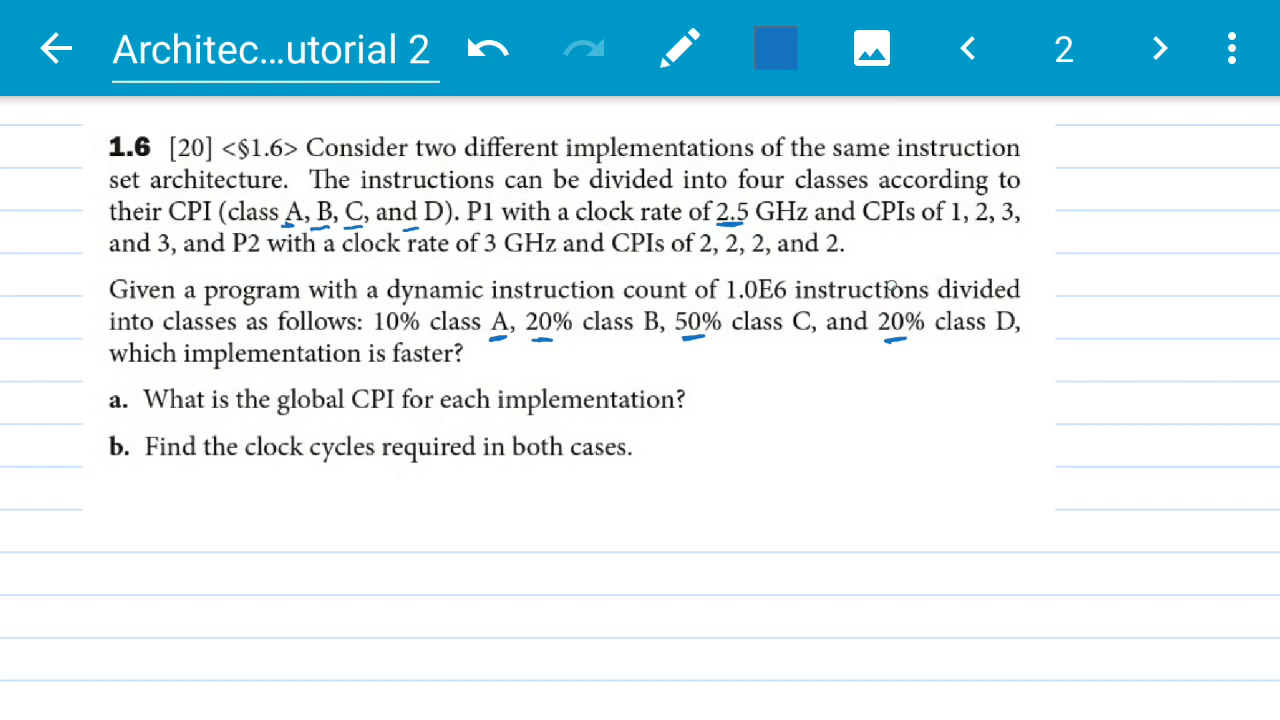 Architec...utorial 2
2
1.6 [20] <§1.6> Consider two different implementations of the same instruction
set architecture. The instructions can be divided into four classes according to
their CPI (class A, B, C, and D). P1 with a clock rate of 2.5 GHz and CPIs of 1, 2, 3,
and 3, and P2 with a clock rate of 3 GHz and CPIs of 2, 2, 2, and 2.
Given a program with a dynamic instruction count of 1.0E6 instructions divided
into classes as follows: 10% class A, 20% class B, 50% class C, and 20% class D,
which implementation is faster?
a. What is the global CPI for each implementation?
b. Find the clock cycles required in both cases.